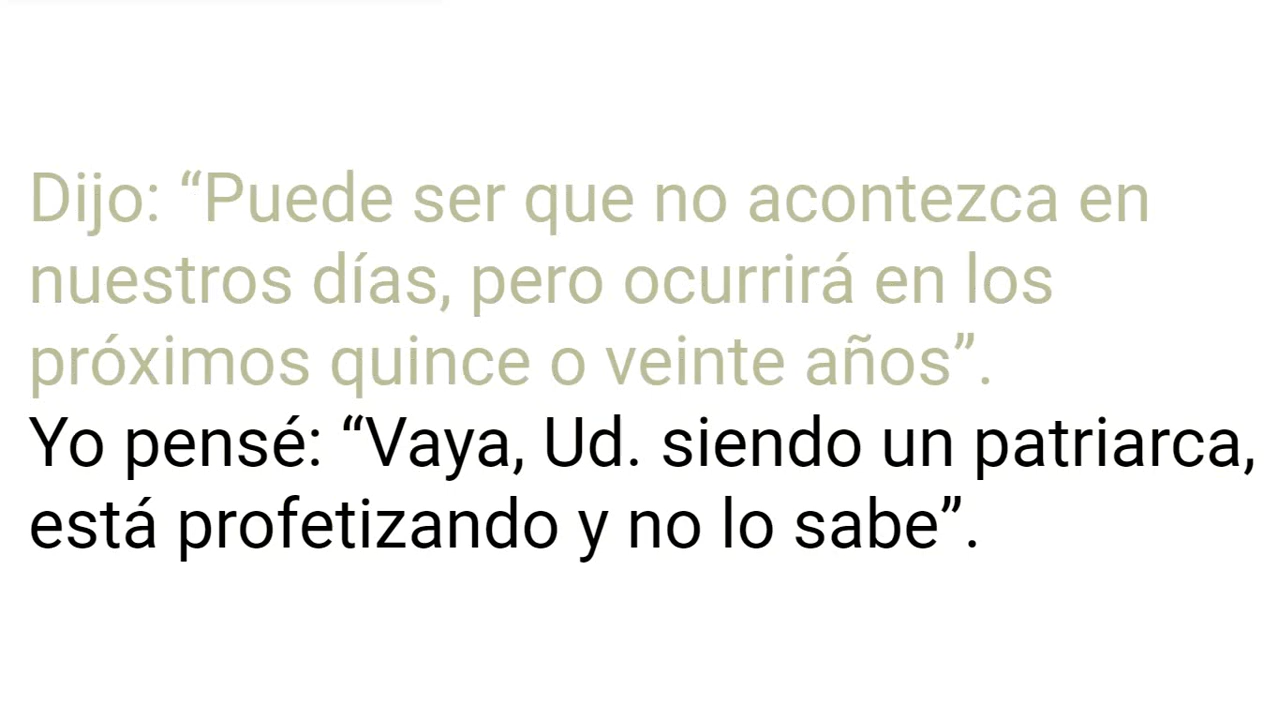 Dijo: “Puede ser que no acontezca en
nuestros días, pero ocurrirá en los
próximos quince o veinte años”.
Yo pensé: “Vaya, Ud. siendo un patriarca,
está profetizando y no lo sabe”.